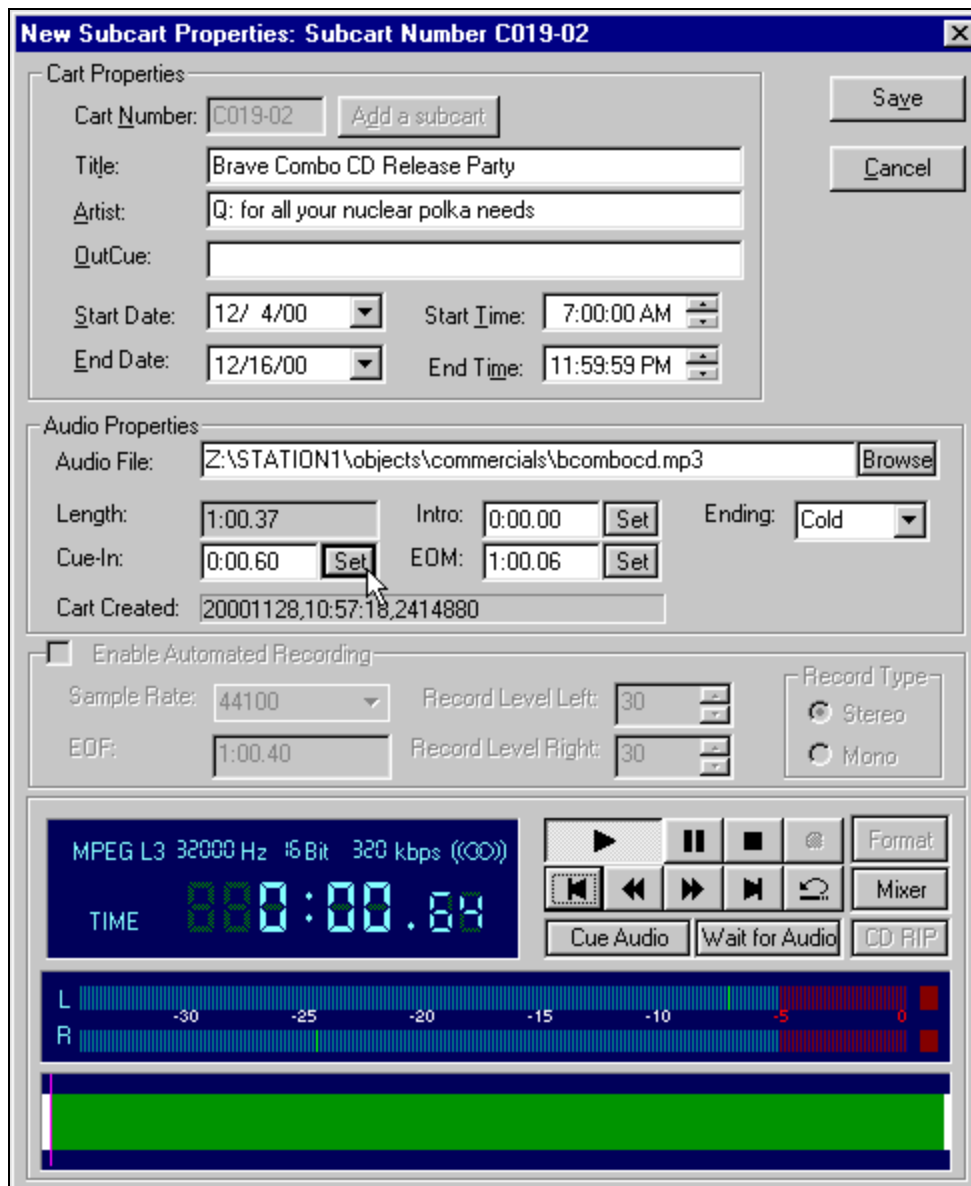 New Subcart Properties: Subcart Number C019-02
Cart Properties
Cart Number: C019-02 Add a subcart
Save
Title: Brave Combo CD Release Party
Cancel
Artist: Q: for all your nuclear polka needs
OutCue:
Start Date: 12/ 4/00 Start Time: 7:00:00 AM
End Date: 12/16/00 End Time: 11:59:59 PM
Audio Properties
Audio File: Z:\STATION1\objects\commercials\bcombocd.mp3 Browse
Length: 1:00.37 Intro: 0:00.00 Set Ending: Cold
Cue-In: 0:00.60 Set EOM: 1:00.06 Set
Cart Created: 20001128,10:57:18,2414880
Enable Automated Recording
Sample Rate: 44100 Record Level Left: 30
EOF: 1:00.40 Record Level Right: 30
Record Type
Stereo
Mono
MPEG L3 32000 Hz 16 Bit 320 kbps
TIME 0:00.64
Format
Mixer
Cue Audio Wait for Audio CD RIP
L
-30 -25 -20 -15 -10 -5 0
R